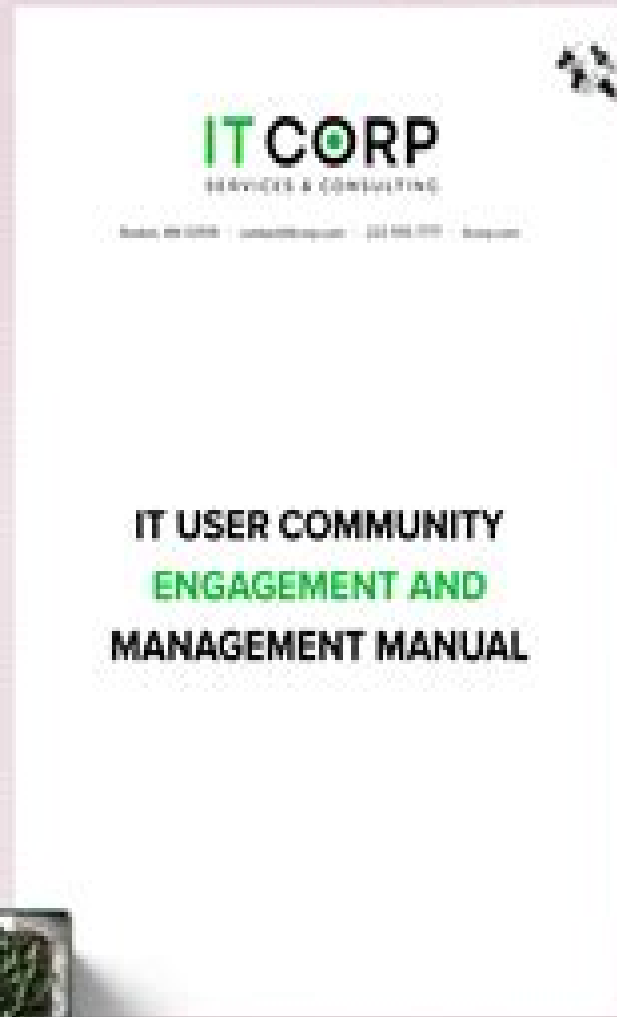 IT CORP
SERVICES & CONSULTING
IT USER COMMUNITY
ENGAGEMENT AND
MANAGEMENT MANUAL